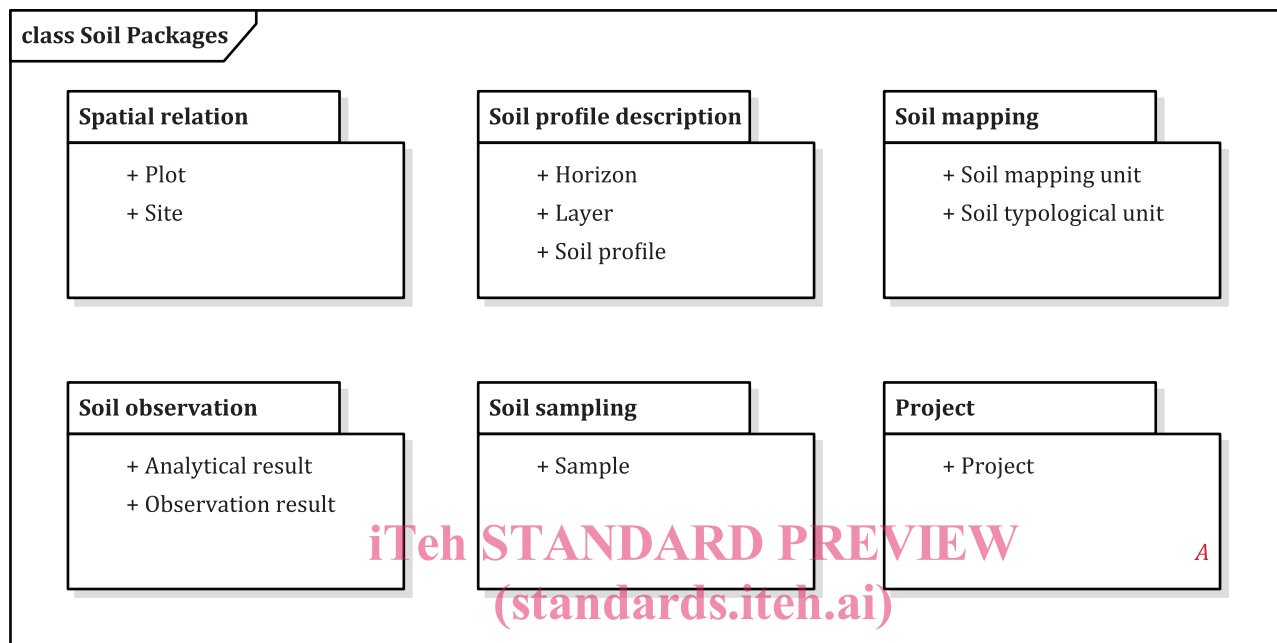 class Soil Packages
Spatial relation
+ Plot
+ Site
Soil profile description
+ Horizon
+ Layer
+ Soil profile
Soil mapping
+ Soil mapping unit
+ Soil typological unit
Soil observation
+ Analytical result
+ Observation result
Soil sampling
+ Sample
Project
+ Project
A
iTeh STANDARD PREVIEW
(standards.iteh.ai)